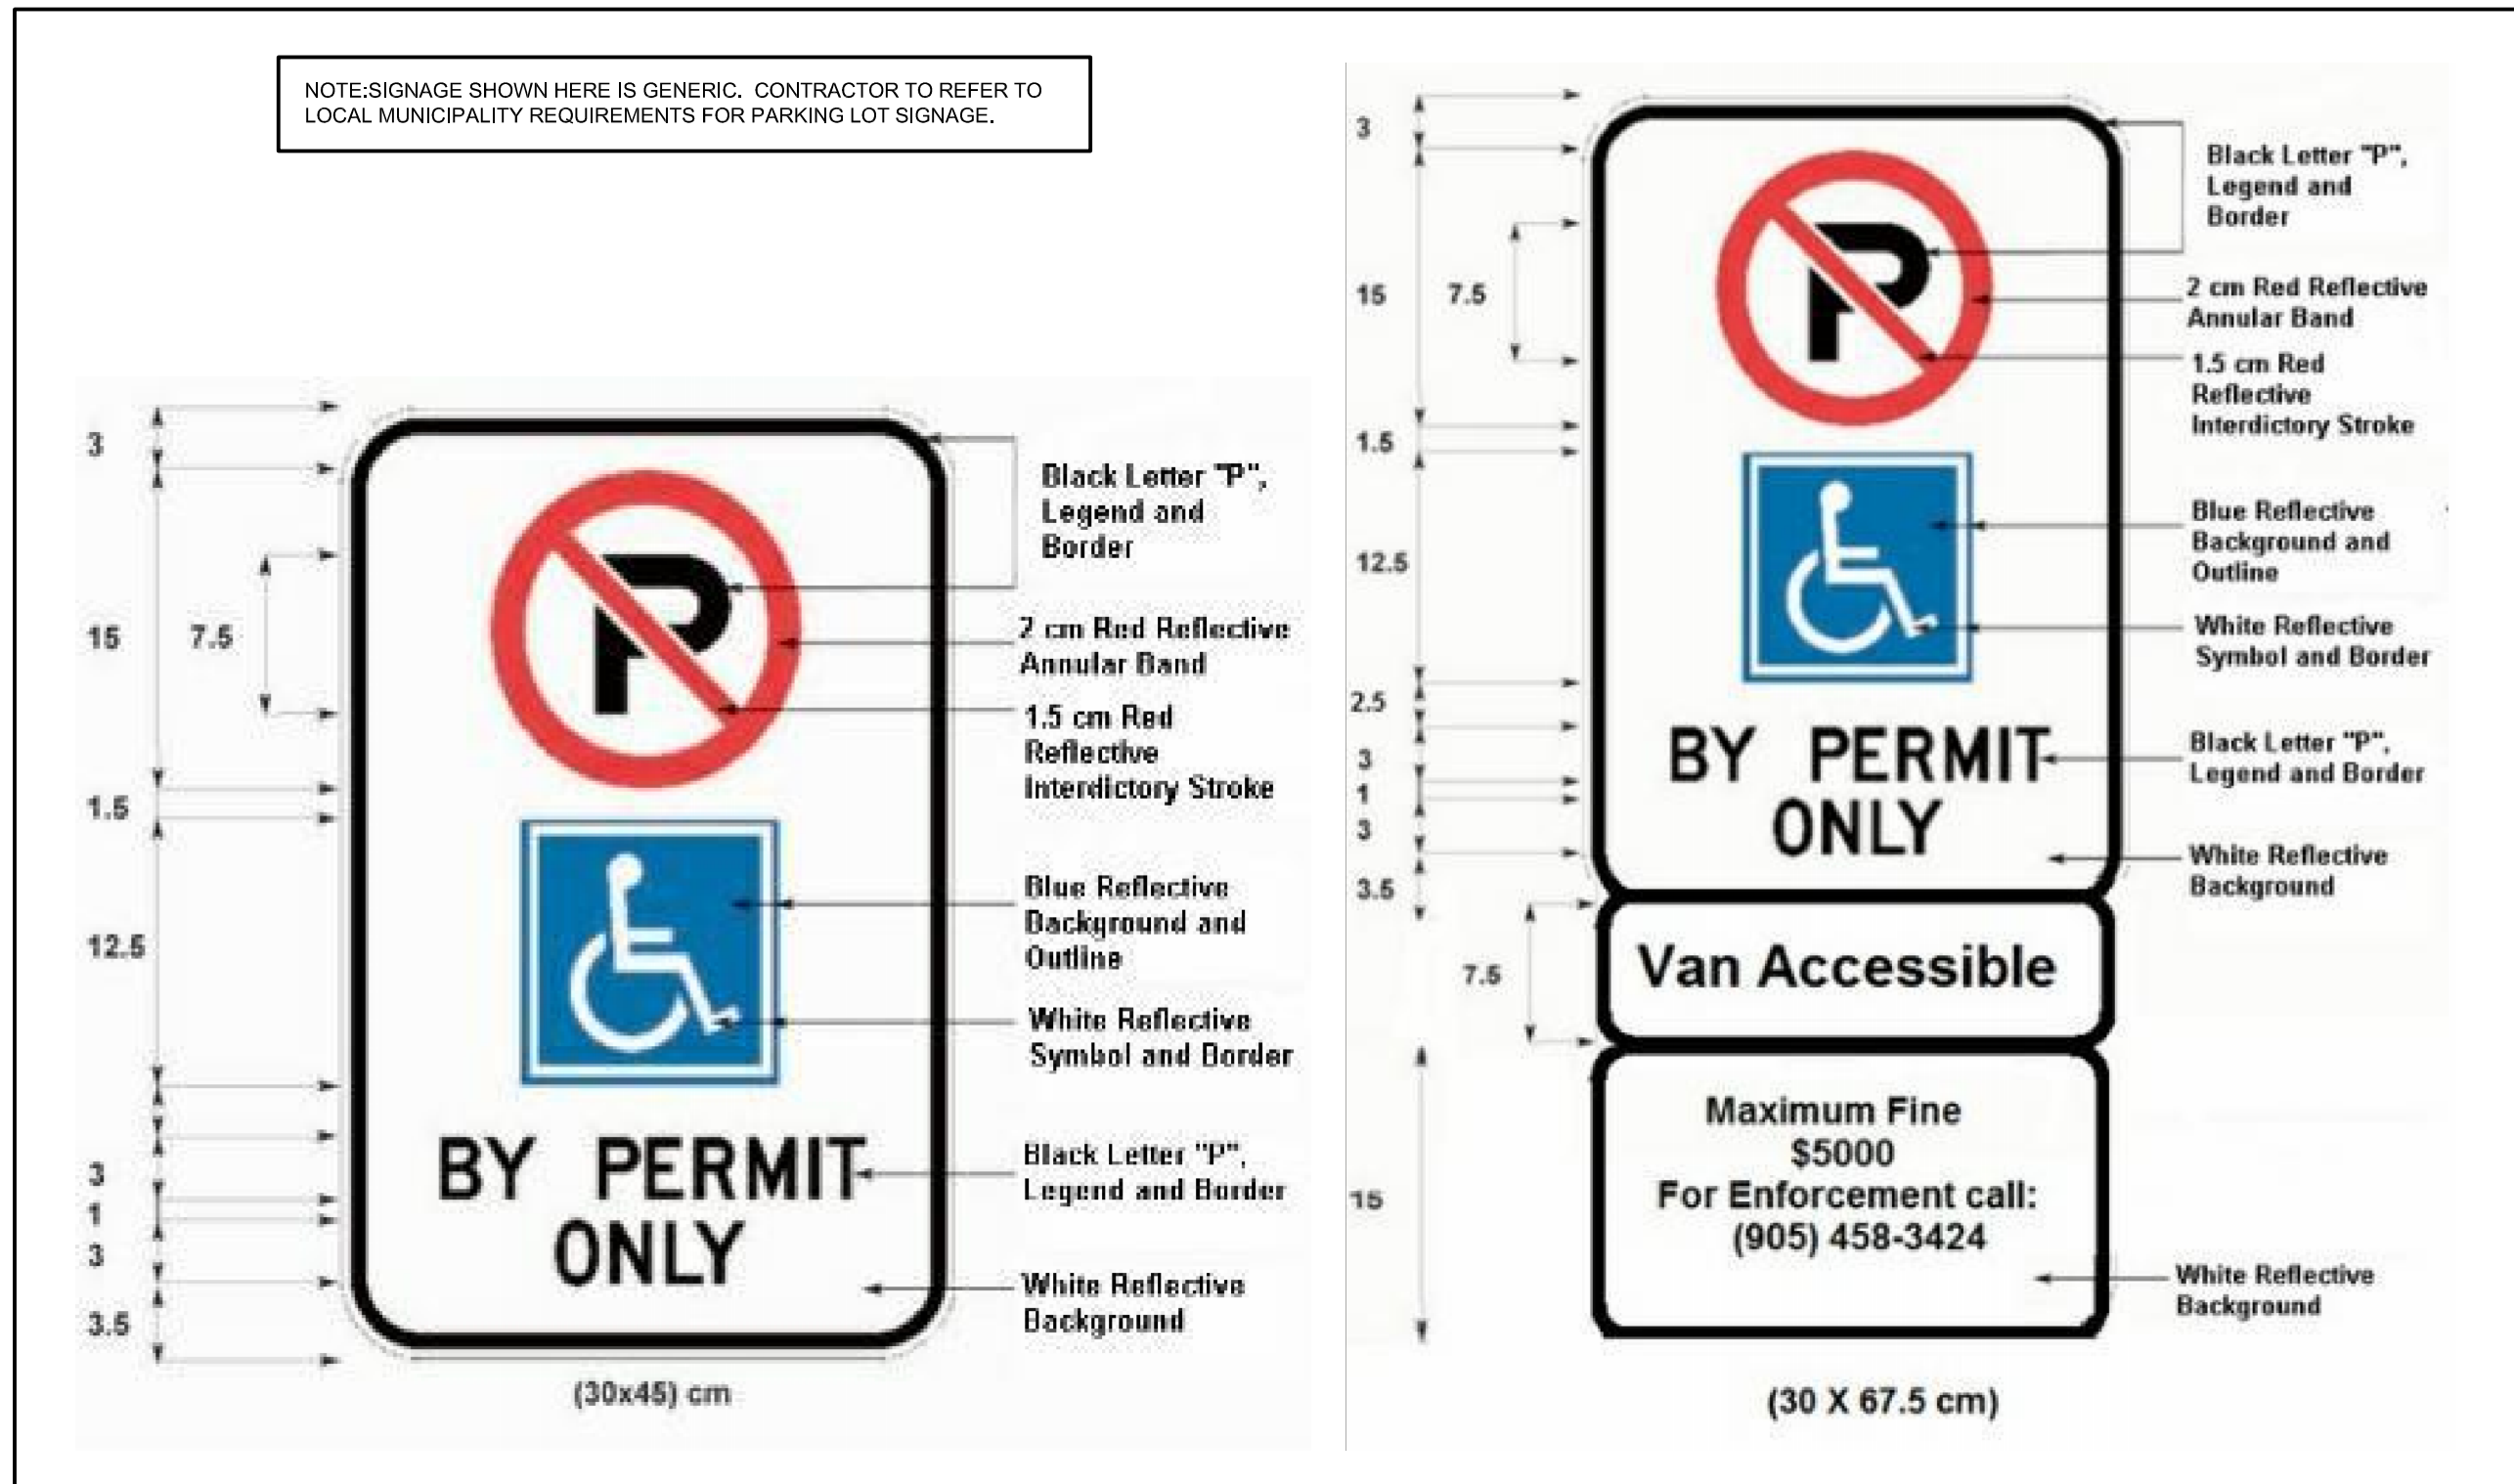 NOTE:SIGNAGE SHOWN HERE IS GENERIC. CONTRACTOR TO REFER TO
LOCAL MUNICIPALITY REQUIREMENTS FOR PARKING LOT SIGNAGE.
3
15
7.5
1.5
12.5
3
1
3
3.5
P
BY PERMIT
ONLY
Black Letter "P",
Legend and
Border
2 cm Red Reflective
Annular Band
1.5 cm Red
Reflective
Interdictory Stroke
Blue Reflective
Background and
Outline
White Reflective
Symbol and Border
Black Letter "P",
Legend and Border
White Reflective
Background
(30x45) cm
3
15
7.5
1.5
12.5
2.5
3
1
3
3.5
7.5
15
P
BY PERMIT
ONLY
Van Accessible
Maximum Fine
$5000
For Enforcement call:
(905) 458-3424
Black Letter "P",
Legend and
Border
2 cm Red Reflective
Annular Band
1.5 cm Red
Reflective
Interdictory Stroke
Blue Reflective
Background and
Outline
White Reflective
Symbol and Border
Black Letter "P",
Legend and Border
White Reflective
Background
White Reflective
Background
(30 X 67.5 cm)